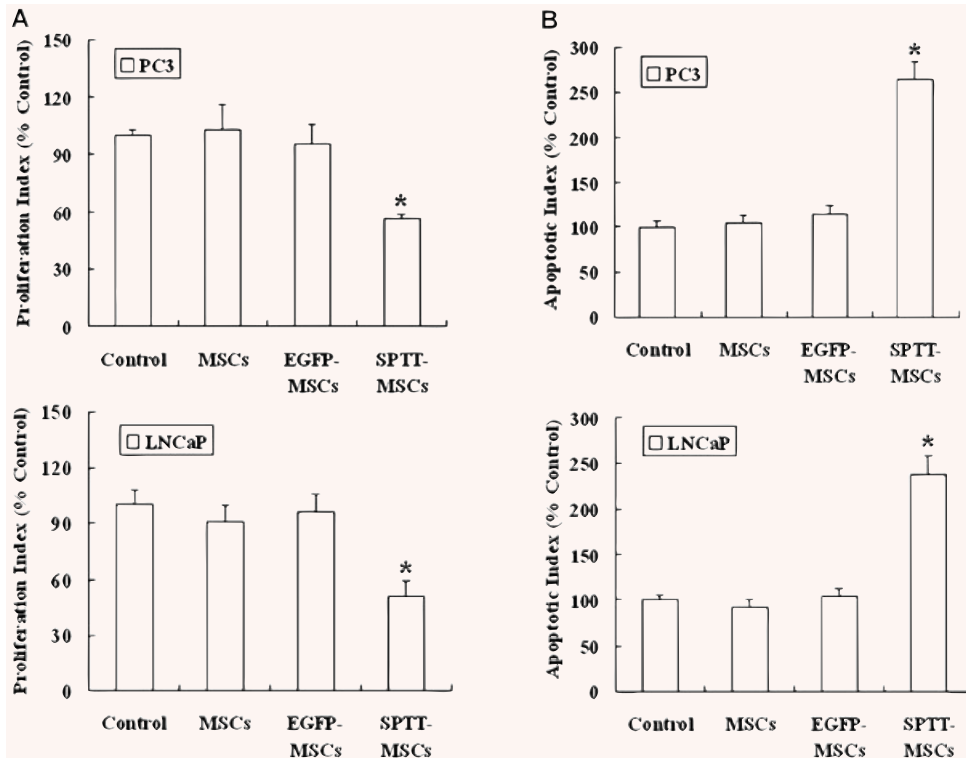 A
Proliferation Index (% Control)
150
120
90
60
30
0
PC3
*
Control MSCs EGFP- SPTT-
MSCs MSCs
B
Apoptotic Index (% Control)
300
250
200
150
100
50
0
PC3
*
Control MSCs EGFP- SPTT-
MSCs MSCs
Proliferation Index (% Control)
150
120
90
60
30
0
LNCaP
*
Control MSCs EGFP- SPTT-
MSCs MSCs
Apoptotic Index (% Control)
300
250
200
150
100
50
0
LNCaP
*
Control MSCs EGFP- SPTT-
MSCs MSCs